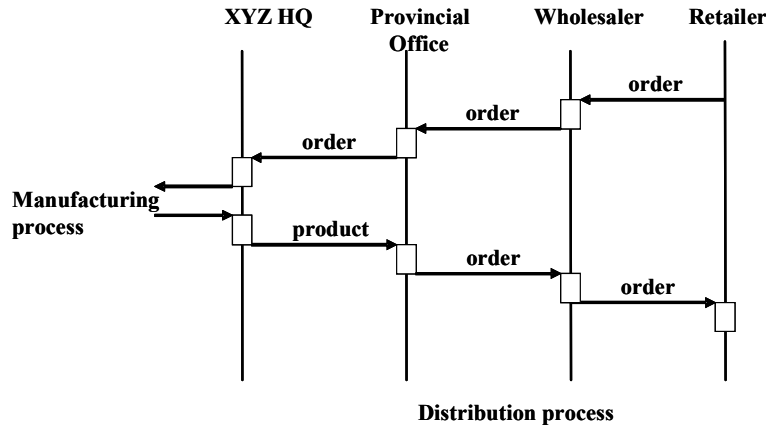 XYZ HQ
Provincial
Office
Wholesaler
Retailer
order
order
order
Manufacturing
process
product
order
order
Distribution process